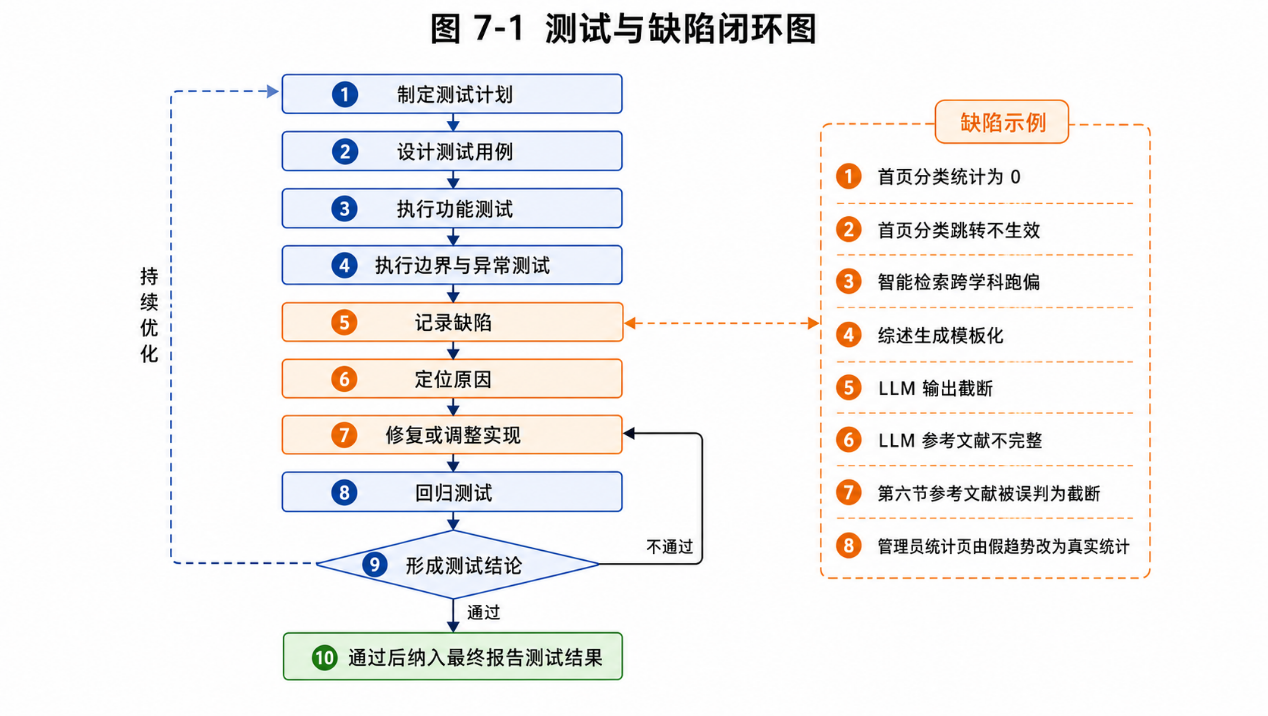 图 7-1 测试与缺陷闭环图
1 制定测试计划
2 设计测试用例
3 执行功能测试
4 执行边界与异常测试
5 记录缺陷
6 定位原因
7 修复或调整实现
8 回归测试
9 形成测试结论
不通过
通过
10 通过后纳入最终报告测试结果
持续优化
缺陷示例
1 首页分类统计为 0
2 首页分类跳转不生效
3 智能检索跨学科跑偏
4 综述生成模板化
5 LLM 输出截断
6 LLM 参考文献不完整
7 第六节参考文献被误判为截断
8 管理员统计页由假趋势改为真实统计